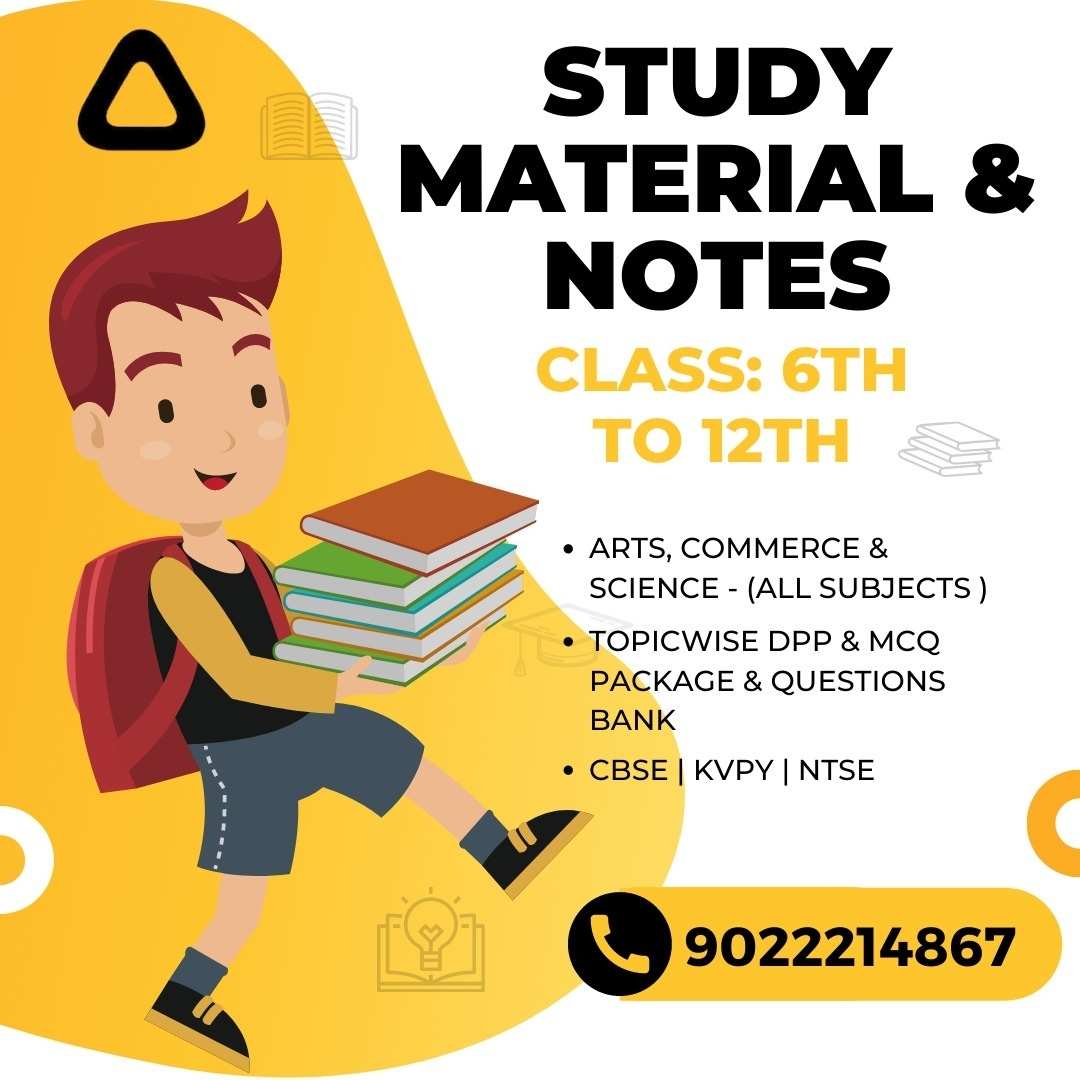 STUDY
MATERIAL &
NOTES
CLASS: 6TH
TO 12TH
• ARTS, COMMERCE &
SCIENCE - (ALL SUBJECTS )
• TOPICWISE DPP & MCQ
PACKAGE & QUESTIONS
BANK
• CBSE | KVPY | NTSE
9022214867